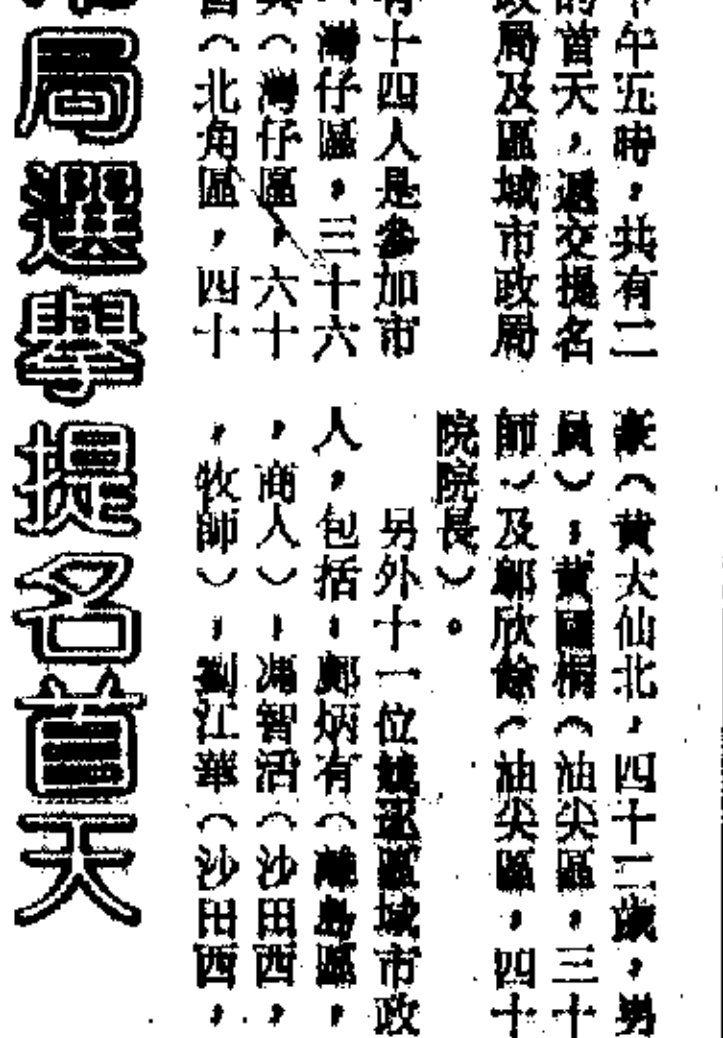 午五時，共有二
的首天，遞交提名
政局及區域市政局
有十四人是參加市
灣仔區，三十六
（灣仔區，六十
（北角區，四十
豪（黃大仙北，四十二歲，男
員）；黃國桐（油尖區，三十
師）及欣餘（油尖區，四十
院院長）。
另外十一位競逐區域市政
人，包括：鄭炳有（離島區，
，商人）；馮智活（沙田西，
，牧師）；劉江華（沙田西，
局選舉提名首天